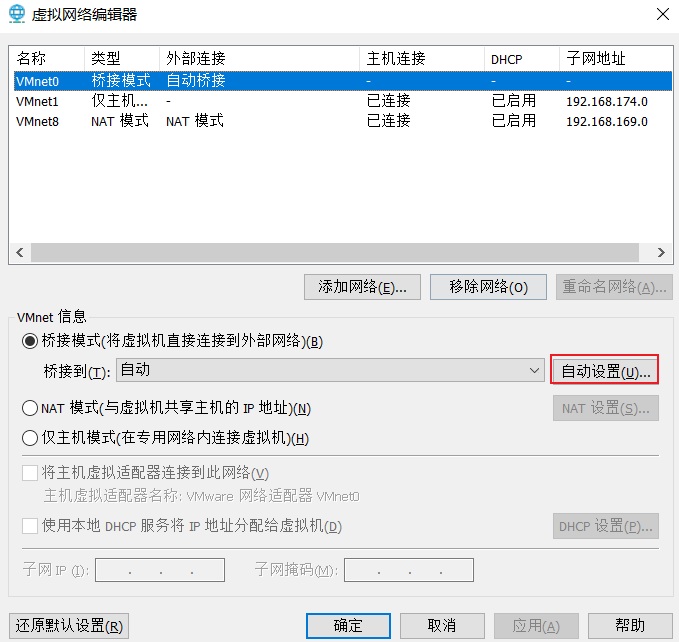 虚拟网络编辑器
名称 类型 外部连接 主机连接 DHCP 子网地址
VMnet0 桥接模式 自动桥接 - - -
VMnet1 仅主机... - 已连接 已启用 192.168.174.0
VMnet8 NAT 模式 NAT 模式 已连接 已启用 192.168.169.0
添加网络(E)... 移除网络(O) 重命名网络(A)...
VMnet 信息
桥接模式(将虚拟机直接连接到外部网络)(B)
桥接到(T): 自动 自动设置(U)...
NAT 模式(与虚拟机共享主机的 IP 地址)(N) NAT 设置(S)...
仅主机模式(在专用网络内连接虚拟机)(H)
将主机虚拟适配器连接到此网络(V)
主机虚拟适配器名称: VMware 网络适配器 VMnet0
使用本地 DHCP 服务将 IP 地址分配给虚拟机(D) DHCP 设置(P)...
子网 IP (I): . . . 子网掩码(M): . . .
还原默认设置(R) 确定 取消 应用(A) 帮助